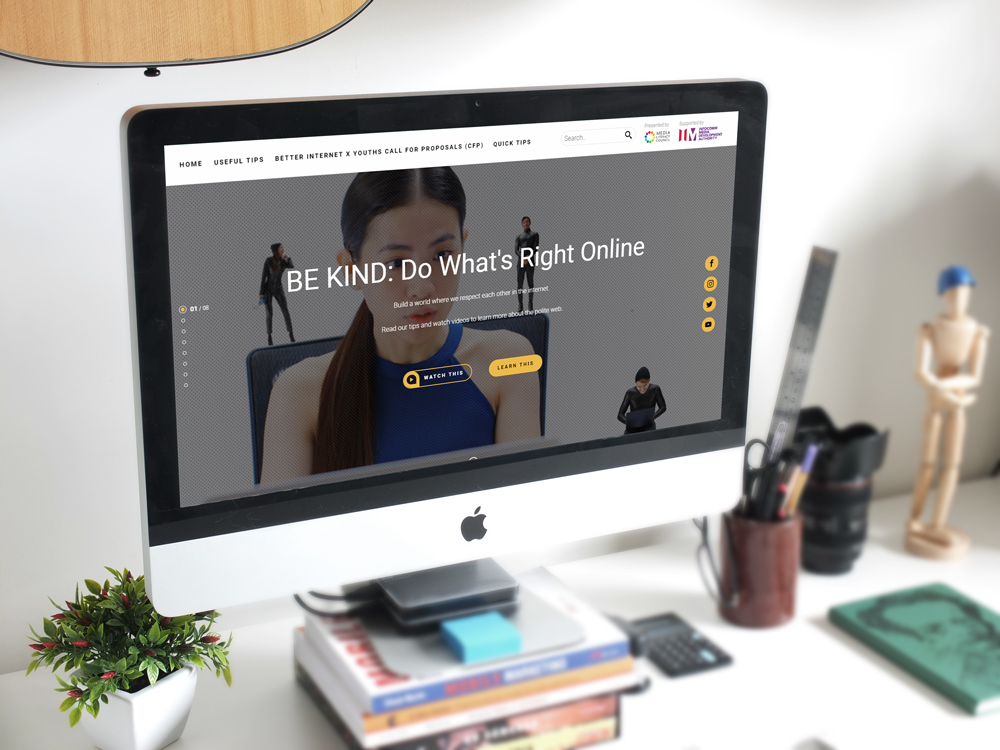 HOME USEFUL TIPS BETTER INTERNET X YOUTHS CALL FOR PROPOSALS (CFP) QUICK TIPS
Search..
Presented by
MEDIA
LITERACY
COUNCIL
Supported by
INFOCOMM
MEDIA
DEVELOPMENT
AUTHORITY
BE KIND: Do What's Right Online
Build a world where we respect each other in the internet.
Read our tips and watch videos to learn more about the polite web.
01 / 08
WATCH THIS
LEARN THIS